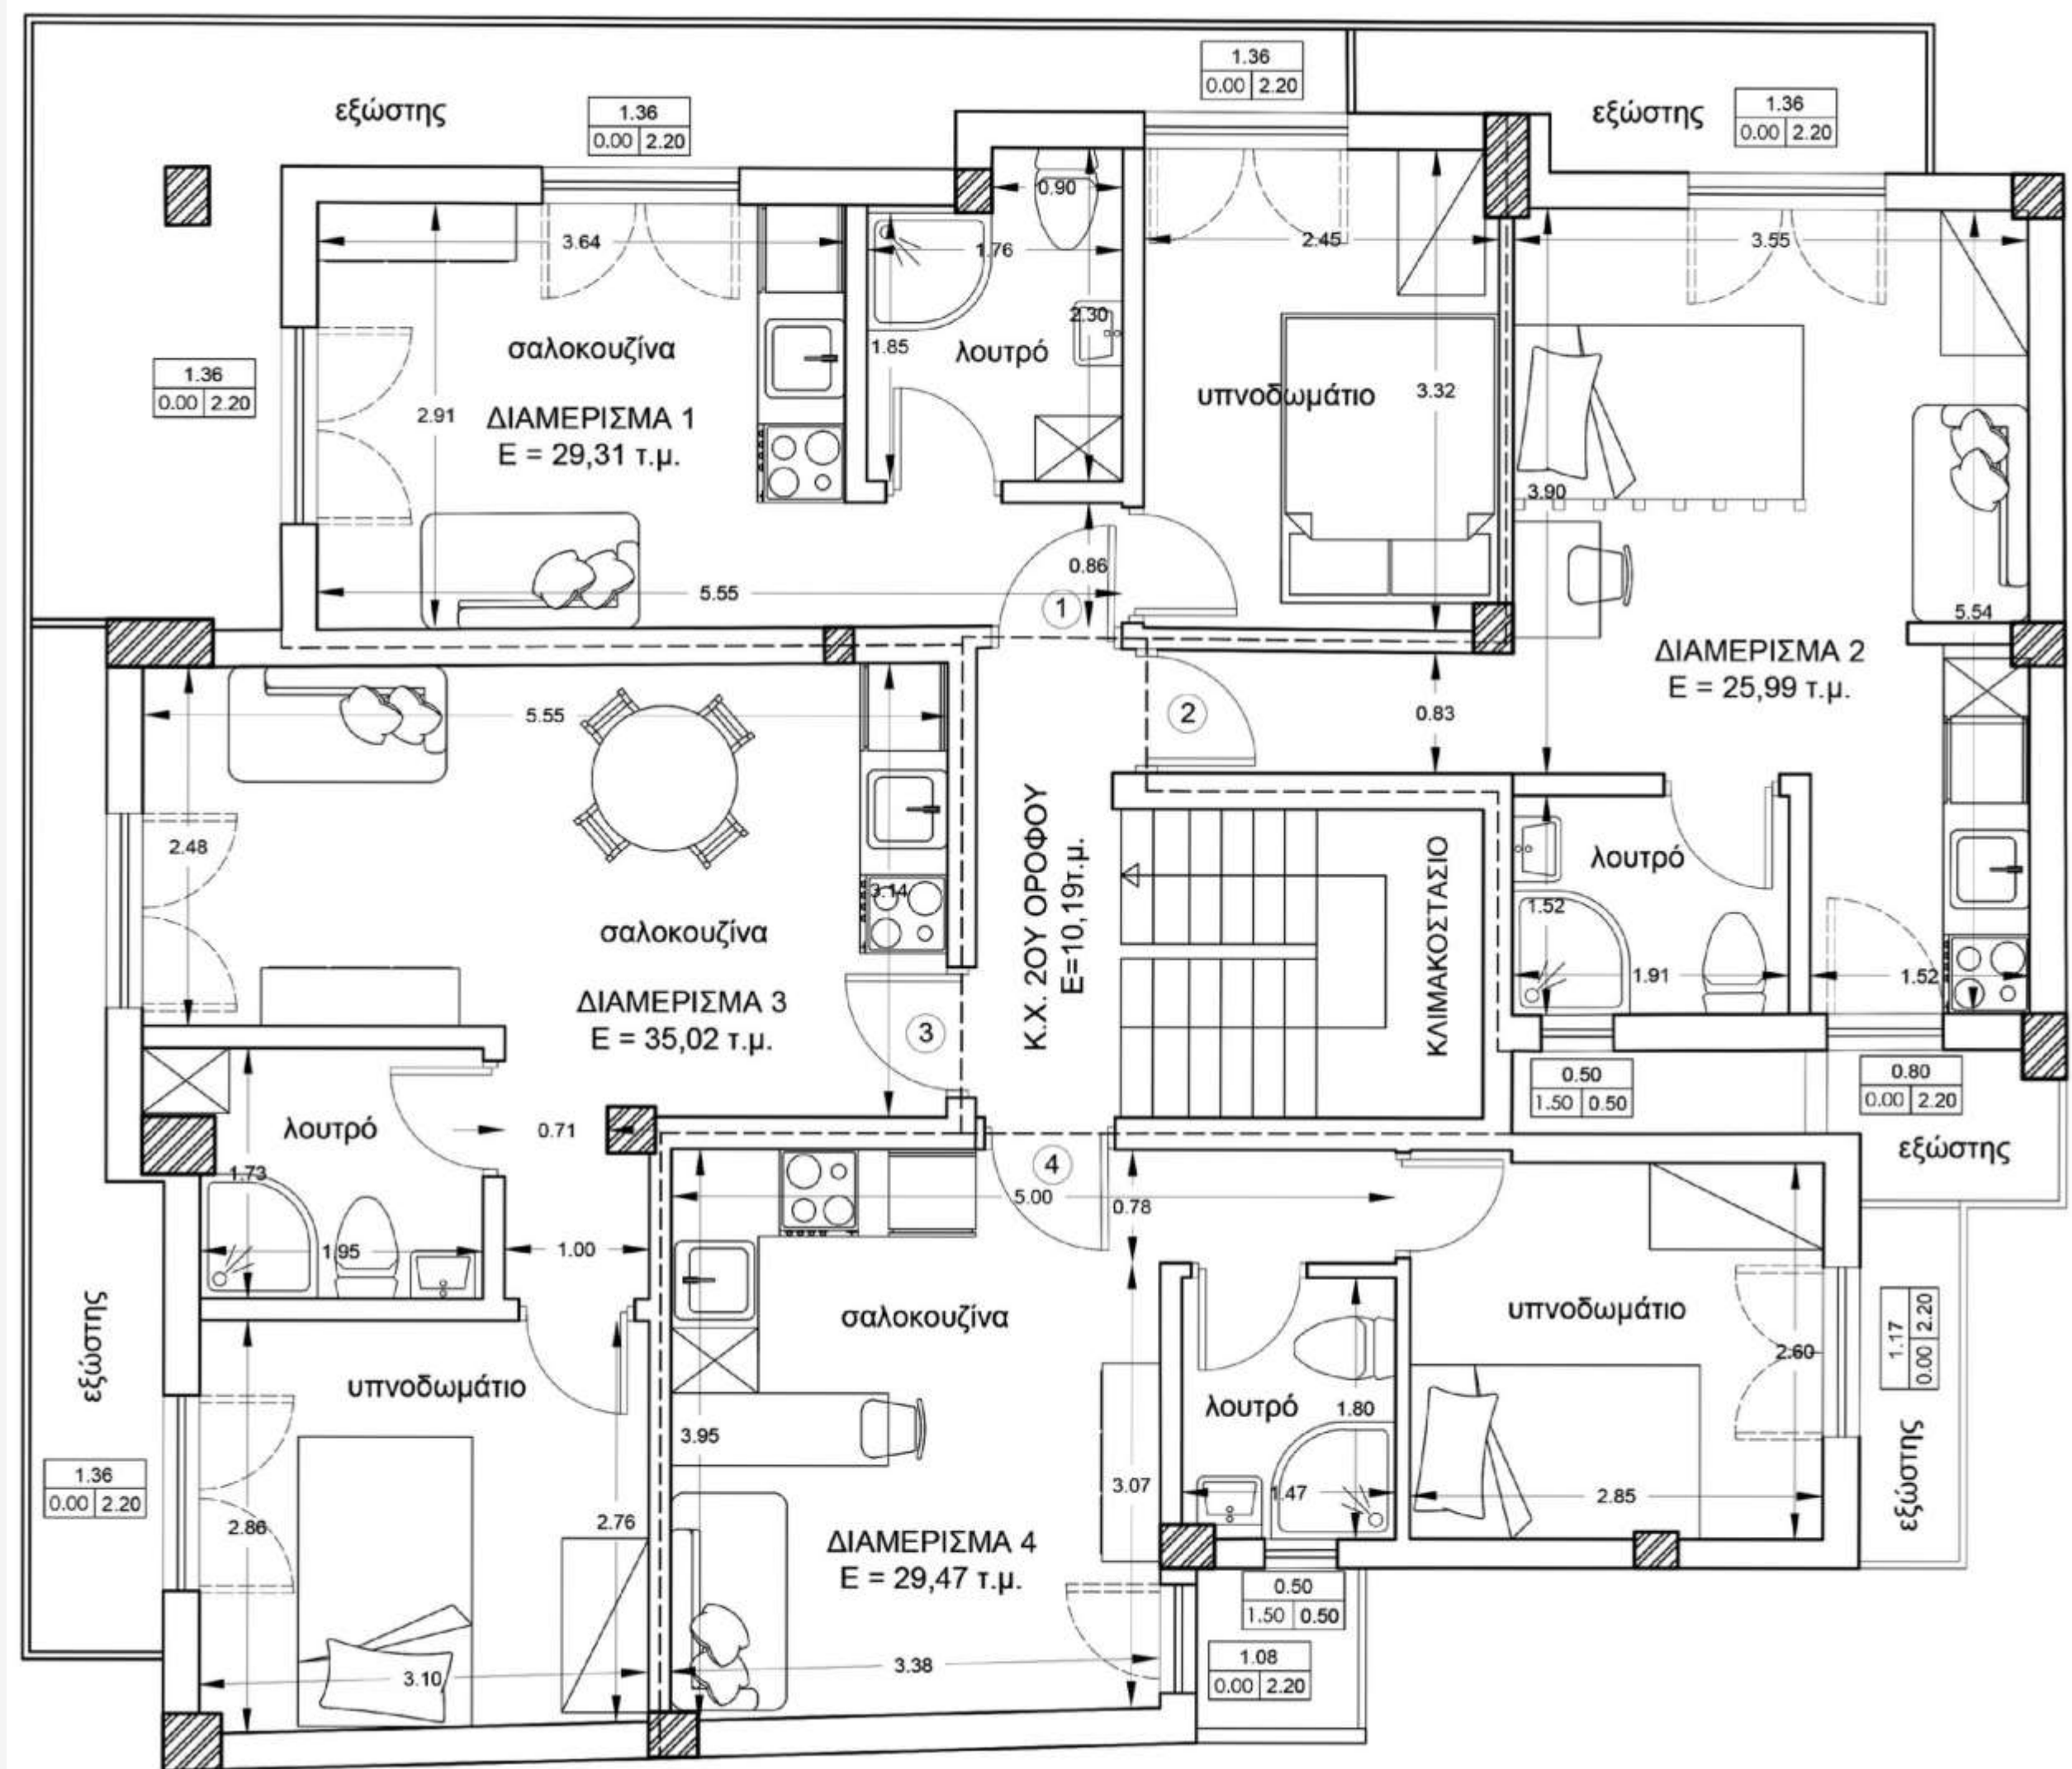 1.36
0.00 2.20
εξώστης
1.36
0.00 2.20
εξώστης
1.36
0.00 2.20
0.90
3.64
1.76
2.45
3.55
2.30
σαλοκουζίνα
1.85
λουτρό
1.36
0.00 2.20
2.91
ΔΙΑΜΕΡΙΣΜΑ 1
Ε = 29,31 τ.μ.
υπνοδωμάτιο
3.32
3.90
0.86
5.55
1
5.54
ΔΙΑΜΕΡΙΣΜΑ 2
Ε = 25,99 τ.μ.
5.55
2
0.83
2.48
3.14
σαλοκουζίνα
Κ.Χ. 2ΟΥ ΟΡΟΦΟΥ
Ε=10,19τ.μ.
ΚΛΙΜΑΚΟΣΤΑΣΙΟ
λουτρό
1.52
1.91
1.52
ΔΙΑΜΕΡΙΣΜΑ 3
Ε = 35,02 τ.μ.
3
0.50
1.50 0.50
0.80
0.00 2.20
λουτρό
0.71
εξώστης
1.73
4
5.00
0.78
1.95
1.00
σαλοκουζίνα
υπνοδωμάτιο
2.60
1.17
0.00 2.20
εξώστης
υπνοδωμάτιο
λουτρό
1.80
3.95
εξώστης
1.36
0.00 2.20
2.86
2.76
3.07
1.47
2.85
ΔΙΑΜΕΡΙΣΜΑ 4
Ε = 29,47 τ.μ.
0.50
1.50 0.50
1.08
0.00 2.20
3.10
3.38